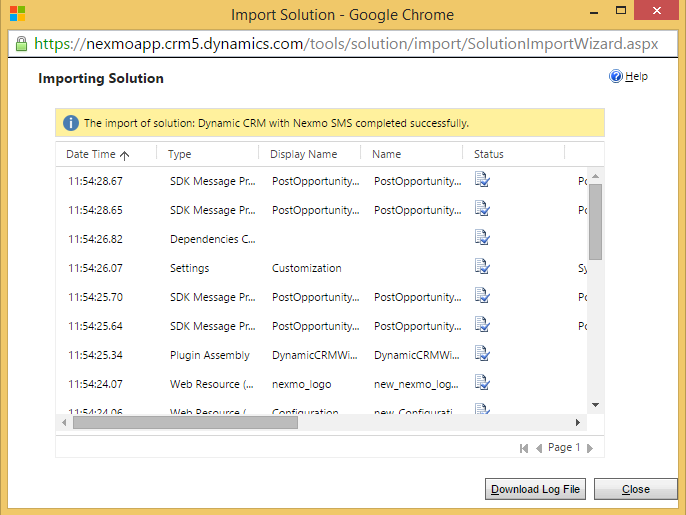 Import Solution - Google Chrome
https://nexmoapp.crm5.dynamics.com/tools/solution/import/SolutionImportWizard.aspx
Importing Solution Help
The import of solution: Dynamic CRM with Nexmo SMS completed successfully.
Date Time Type Display Name Name Status
11:54:28.67 SDK Message Pr... PostOpportunity... PostOpportunity... Po
11:54:28.65 SDK Message Pr... PostOpportunity... PostOpportunity... Po
11:54:26.82 Dependencies C...
11:54:26.07 Settings Customization Sy
11:54:25.70 SDK Message Pr... PostOpportunity... PostOpportunity... Po
11:54:25.64 SDK Message Pr... PostOpportunity... PostOpportunity... Po
11:54:25.34 Plugin Assembly DynamicCRMWi... DynamicCRMWi...
11:54:24.07 Web Resource (... nexmo_logo new_nexmo_log...
11:54:24.06 Web Resource (... Configuration new_Configurati...
Page 1
Download Log File Close